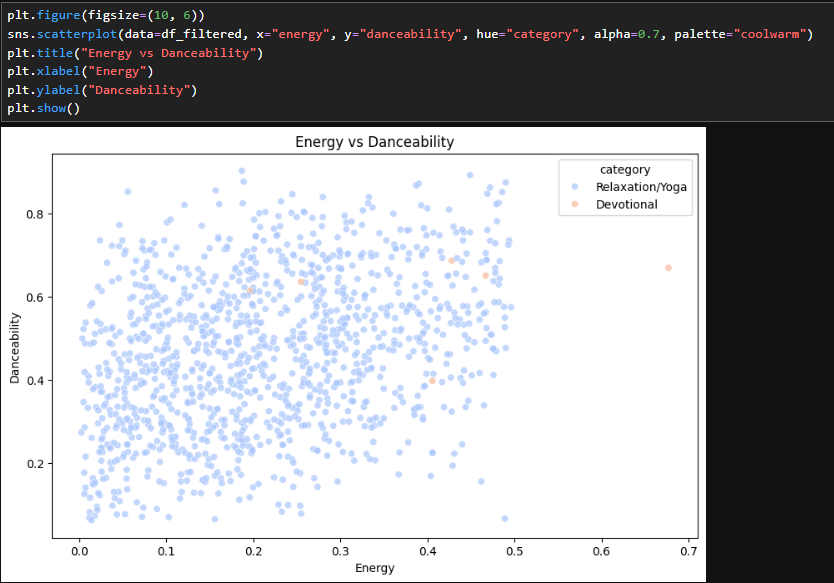 plt.figure(figsize=(10, 6))
sns.scatterplot(data=df_filtered, x="energy", y="danceability", hue="category", alpha=0.7, palette="coolwarm")
plt.title("Energy vs Danceability")
plt.xlabel("Energy")
plt.ylabel("Danceability")
plt.show()
Energy vs Danceability
category
Relaxation/Yoga
Devotional
0.8
0.6
0.4
0.2
Danceability
0.0 0.1 0.2 0.3 0.4 0.5 0.6 0.7
Energy